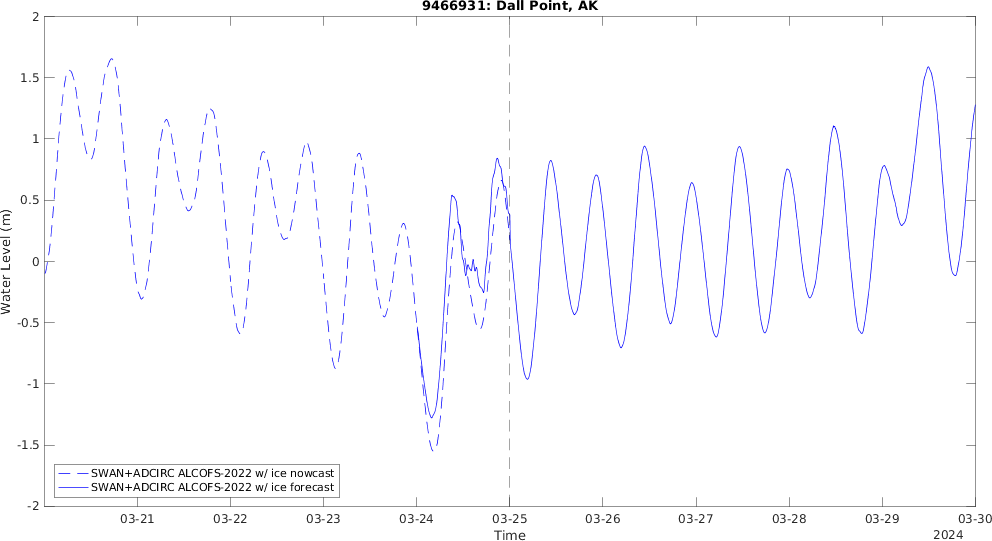 9466931: Dall Point, AK
Water Level (m)
2
1.5
1
0.5
0
-0.5
-1
-1.5
-2
SWAN+ADCIRC ALCOFS-2022 w/ ice nowcast
SWAN+ADCIRC ALCOFS-2022 w/ ice forecast
03-21 03-22 03-23 03-24 03-25 03-26 03-27 03-28 03-29 03-30
Time
2024